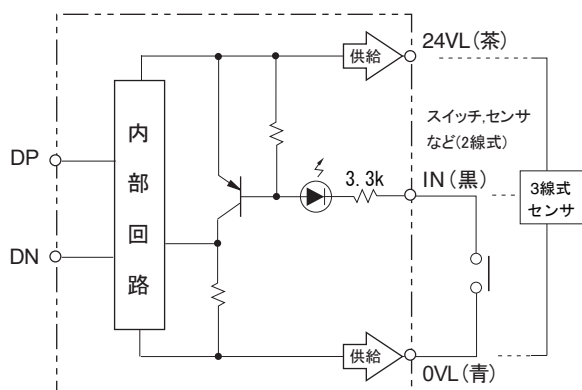 24VL(茶)
供給
スイッチ,センサ
など(2線式)
DP
内部回路
3.3k
IN(黒)
3線式
センサ
DN
供給
0VL(青)